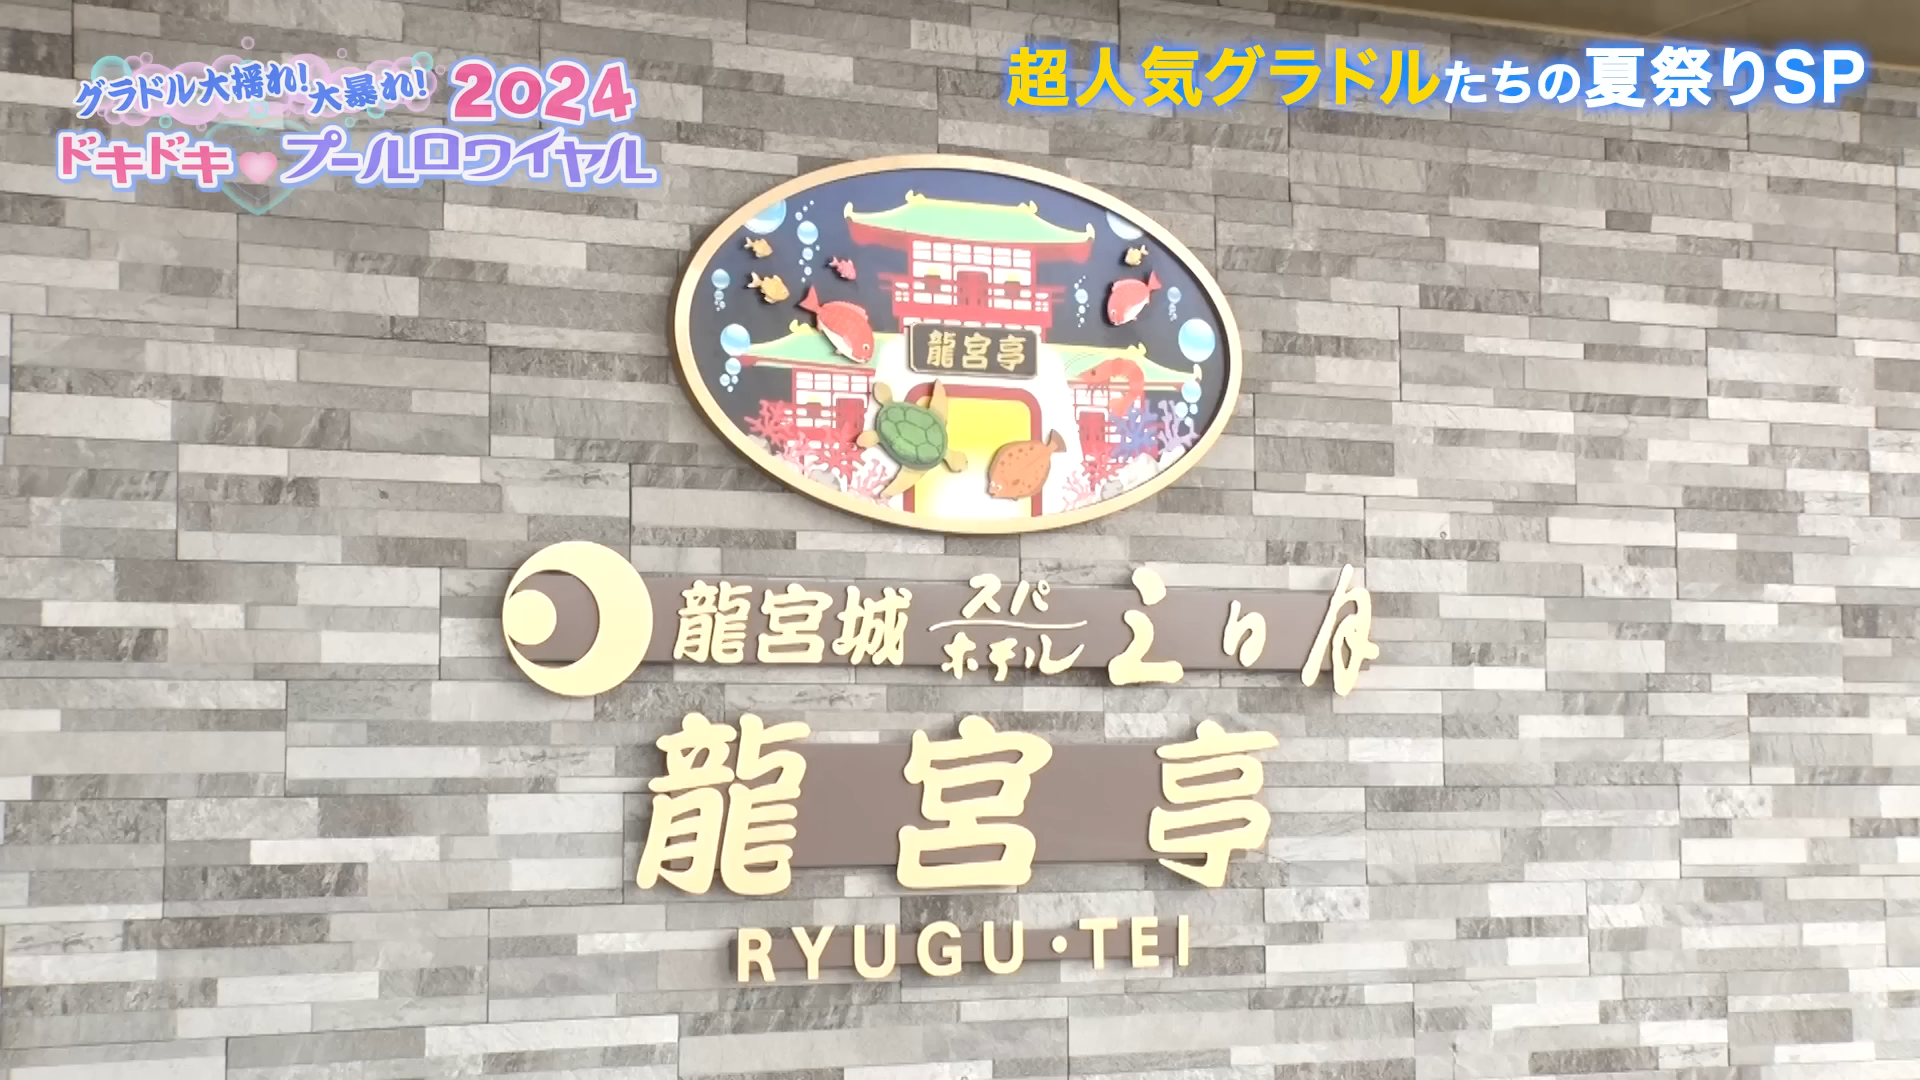 グラドル大揺れ!大暴れ! 2024
ドキドキ♥プールロワイヤル
超人気グラドルたちの夏祭りSP
龍宮亭
龍宮城 スパホテル 三日月
龍宮亭
RYUGU・TEI